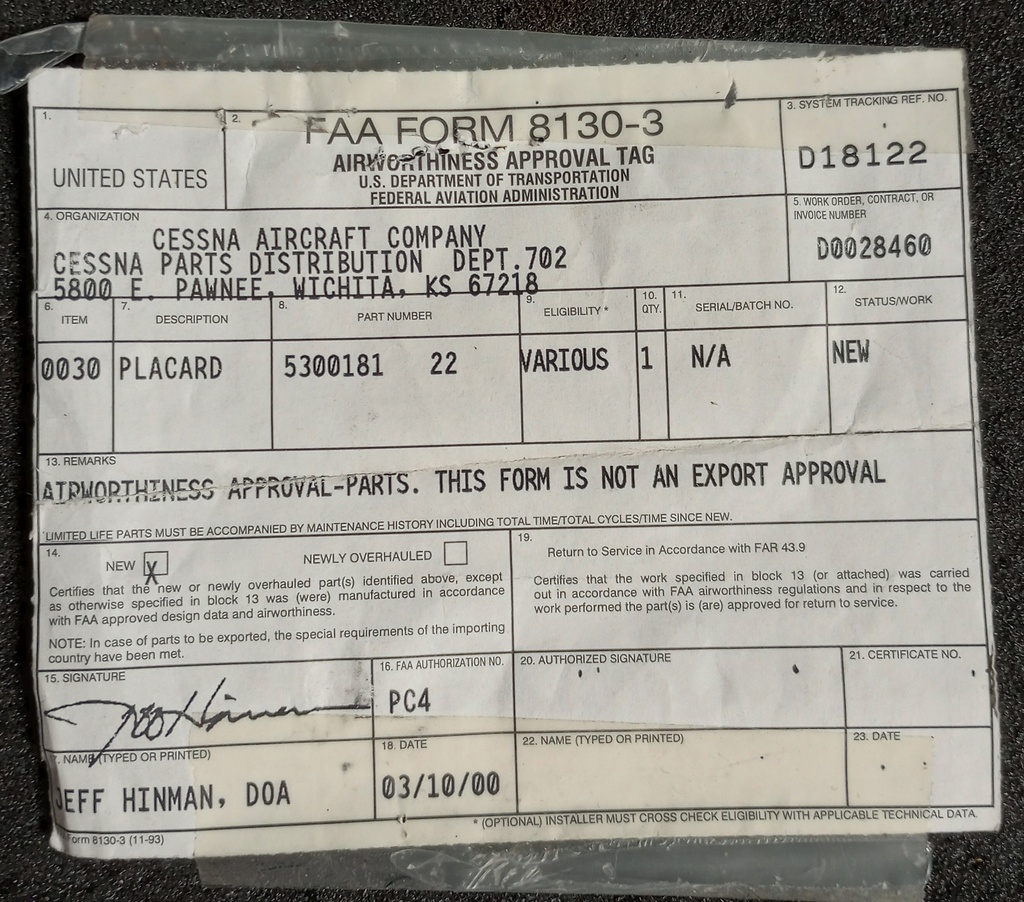 1.
UNITED STATES
2.
FAA FORM 8130-3
AIRWORTHINESS APPROVAL TAG
U.S. DEPARTMENT OF TRANSPORTATION
FEDERAL AVIATION ADMINISTRATION
3. SYSTEM TRACKING REF. NO.
D18122
4. ORGANIZATION
CESSNA AIRCRAFT COMPANY
CESSNA PARTS DISTRIBUTION DEPT.702
5800 E. PAWNEE, WICHITA, KS 67218
5. WORK ORDER, CONTRACT, OR
INVOICE NUMBER
D0028460
6.
ITEM
7.
DESCRIPTION
8.
PART NUMBER
9.
ELIGIBILITY *
10.
QTY.
11.
SERIAL/BATCH NO.
12.
STATUS/WORK
0030 PLACARD 5300181 22 VARIOUS 1 N/A NEW
13. REMARKS
AIRWORTHINESS APPROVAL-PARTS. THIS FORM IS NOT AN EXPORT APPROVAL
LIMITED LIFE PARTS MUST BE ACCOMPANIED BY MAINTENANCE HISTORY INCLUDING TOTAL TIME/TOTAL CYCLES/TIME SINCE NEW.
14.
NEW X NEWLY OVERHAULED
Certifies that the new or newly overhauled part(s) identified above, except
as otherwise specified in block 13 was (were) manufactured in accordance
with FAA approved design data and airworthiness.
NOTE: In case of parts to be exported, the special requirements of the importing
country have been met.
19.
Return to Service in Accordance with FAR 43.9
Certifies that the work specified in block 13 (or attached) was carried
out in accordance with FAA airworthiness regulations and in respect to the
work performed the part(s) is (are) approved for return to service.
15. SIGNATURE
Jeff Hinman
16. FAA AUTHORIZATION NO.
PC4
20. AUTHORIZED SIGNATURE
21. CERTIFICATE NO.
7. NAME (TYPED OR PRINTED)
JEFF HINMAN, DOA
18. DATE
03/10/00
22. NAME (TYPED OR PRINTED)
23. DATE
* (OPTIONAL) INSTALLER MUST CROSS CHECK ELIGIBILITY WITH APPLICABLE TECHNICAL DATA.
Form 8130-3 (11-93)